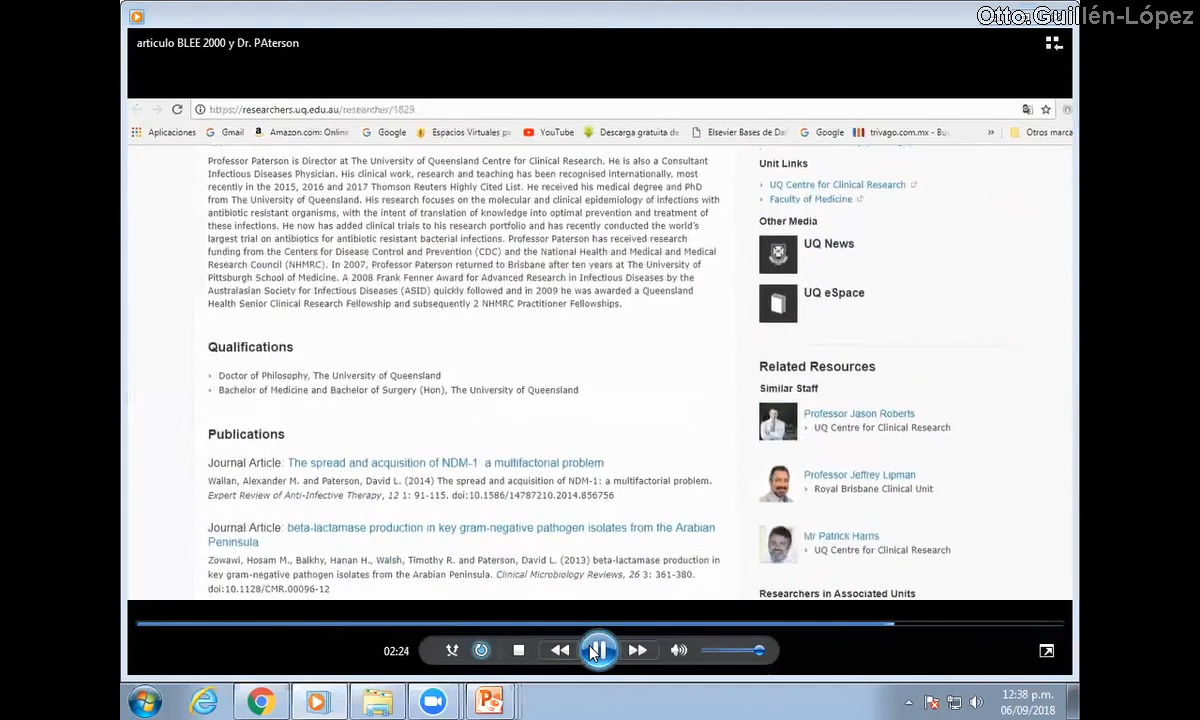 Otto.Guillén-López
articulo BLEE 2000 y Dr. PAterson
https://researchers.uq.edu.au/researcher/1829
Aplicaciones Gmail Amazon.com: Online Google Espacios Virtuales pa YouTube Descarga gratuita de Elsevier Bases de Dat Google trivago.com.mx - Bu » Otros marca
Professor Paterson is Director at The University of Queensland Centre for Clinical Research. He is also a Consultant
Infectious Diseases Physician. His clinical work, research and teaching has been recognised internationally, most
recently in the 2015, 2016 and 2017 Thomson Reuters Highly Cited List. He received his medical degree and PhD
from The University of Queensland. His research focuses on the molecular and clinical epidemiology of infections with
antibiotic resistant organisms, with the intent of translation of knowledge into optimal prevention and treatment of
these infections. He now has added clinical trials to his research portfolio and has recently conducted the world's
largest trial on antibiotics for antibiotic resistant bacterial infections. Professor Paterson has received research
funding from the Centers for Disease Control and Prevention (CDC) and the National Health and Medical and Medical
Research Council (NHMRC). In 2007, Professor Paterson returned to Brisbane after ten years at The University of
Pittsburgh School of Medicine. A 2008 Frank Fenner Award for Advanced Research in Infectious Diseases by the
Australasian Society for Infectious Diseases (ASID) quickly followed and in 2009 he was awarded a Queensland
Health Senior Clinical Research Fellowship and subsequently 2 NHMRC Practitioner Fellowships.
Qualifications
Doctor of Philosophy, The University of Queensland
Bachelor of Medicine and Bachelor of Surgery (Hon), The University of Queensland
Publications
Journal Article: The spread and acquisition of NDM-1 a multifactorial problem
Wailan, Alexander M. and Paterson, David L. (2014) The spread and acquisition of NDM-1: a multifactorial problem.
Expert Review of Anti-Infective Therapy, 12 1: 91-115. doi:10.1586/14787210.2014.856756
Journal Article: beta-lactamase production in key gram-negative pathogen isolates from the Arabian
Peninsula
Zowawi, Hosam M., Balkhy, Hanan H., Walsh, Timothy R. and Paterson, David L. (2013) beta-lactamase production in
key gram-negative pathogen isolates from the Arabian Peninsula. Clinical Microbiology Reviews, 26 3: 361-380.
doi:10.1128/CMR.00096-12
Unit Links
UQ Centre for Clinical Research
Faculty of Medicine
Other Media
UQ News
UQ eSpace
Related Resources
Similar Staff
Professor Jason Roberts
UQ Centre for Clinical Research
Professor Jeffrey Lipman
Royal Brisbane Clinical Unit
Mr Patrick Harris
UQ Centre for Clinical Research
Researchers in Associated Units
02:24
12:38 p.m.
06/09/2018